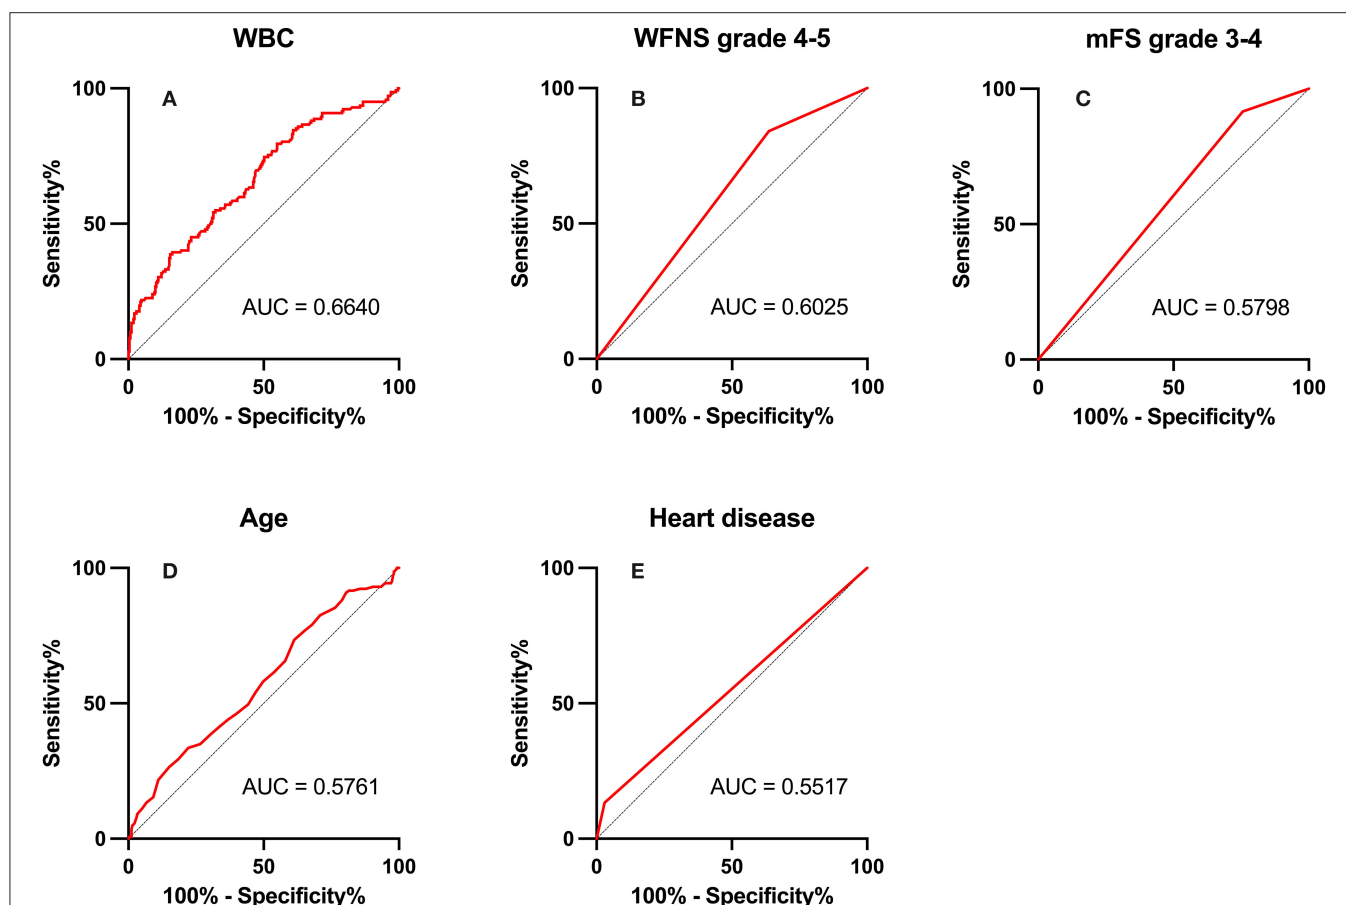 WBC
A
100
50
0
Sensitivity%
AUC = 0.6640
0 50 100
100% - Specificity%
WFNS grade 4-5
B
100
50
0
Sensitivity%
AUC = 0.6025
0 50 100
100% - Specificity%
mFS grade 3-4
C
100
50
0
Sensitivity%
AUC = 0.5798
0 50 100
100% - Specificity%
Age
D
100
50
0
Sensitivity%
AUC = 0.5761
0 50 100
100% - Specificity%
Heart disease
E
100
50
0
Sensitivity%
AUC = 0.5517
0 50 100
100% - Specificity%